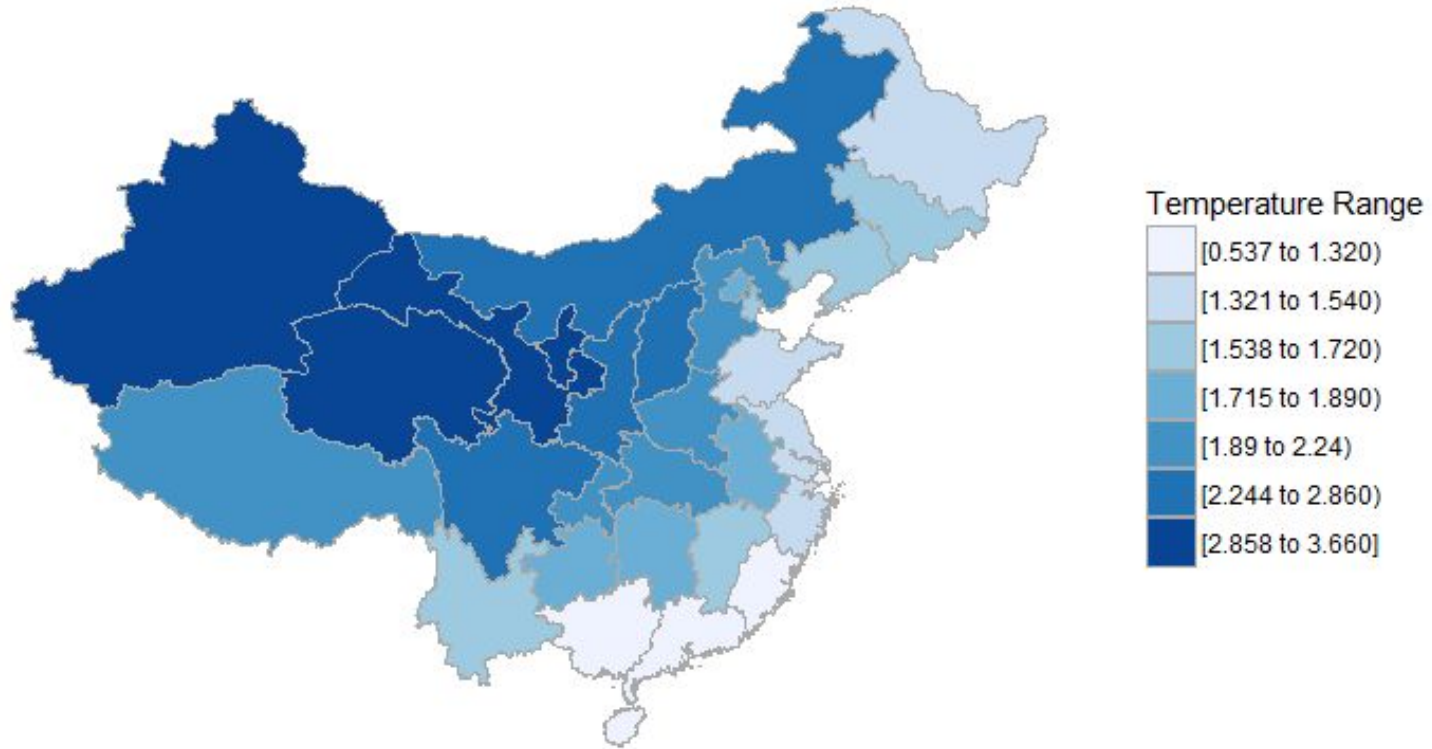 Temperature Range
[0.537 to 1.320)
[1.321 to 1.540)
[1.538 to 1.720)
[1.715 to 1.890)
[1.89 to 2.24)
[2.244 to 2.860)
[2.858 to 3.660]